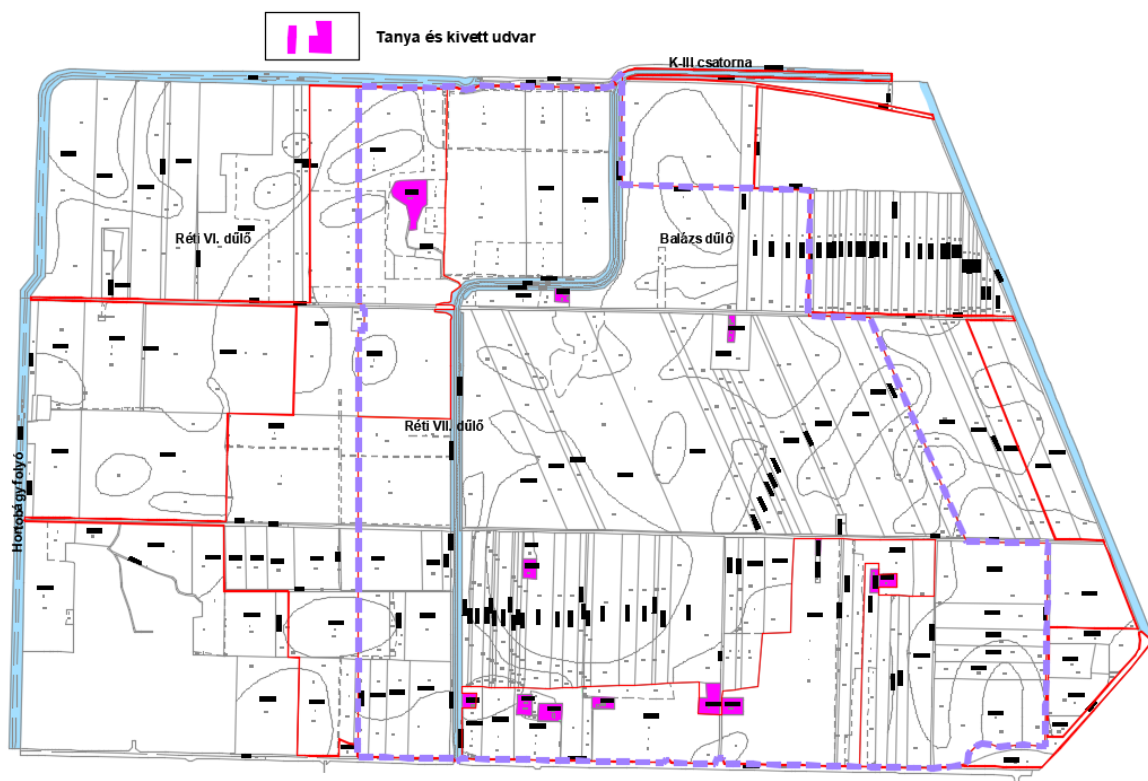 Tanya és kivett udvar
K-III csatorna
Réti VI. dűlő
Balázs dűlő
Réti VII. dűlő
Hortobágy folyó